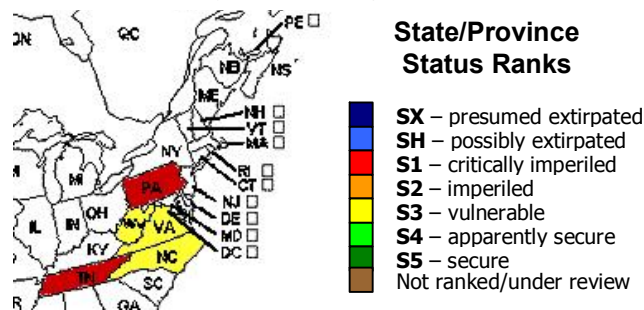 PE
QC
ON
NB
NS
ME
NH
VT
MA
NY
RI
CT
PA
NJ
DE
MD
DC
MI
OH
IL
IN
WV
VA
KY
NC
TN
SC
GA
State/Province
Status Ranks
SX – presumed extirpated
SH – possibly extirpated
S1 – critically imperiled
S2 – imperiled
S3 – vulnerable
S4 – apparently secure
S5 – secure
Not ranked/under review